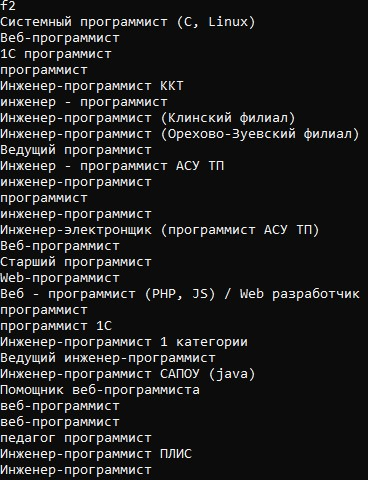 f2
Системный программист (C, Linux)
Веб-программист
1С программист
программист
Инженер-программист ККТ
инженер - программист
Инженер-программист (Клинский филиал)
Инженер-программист (Орехово-Зуевский филиал)
Ведущий программист
Инженер - программист АСУ ТП
инженер-программист
программист
инженер-программист
Инженер-электронщик (программист АСУ ТП)
Веб-программист
Старший программист
Web-программист
Веб - программист (PHP, JS) / Web разработчик
программист
программист 1С
Инженер-программист 1 категории
Ведущий инженер-программист
Инженер-программист САПОУ (java)
Помощник веб-программиста
веб-программист
веб-программист
педагог программист
Инженер-программист ПЛИС
Инженер-программист